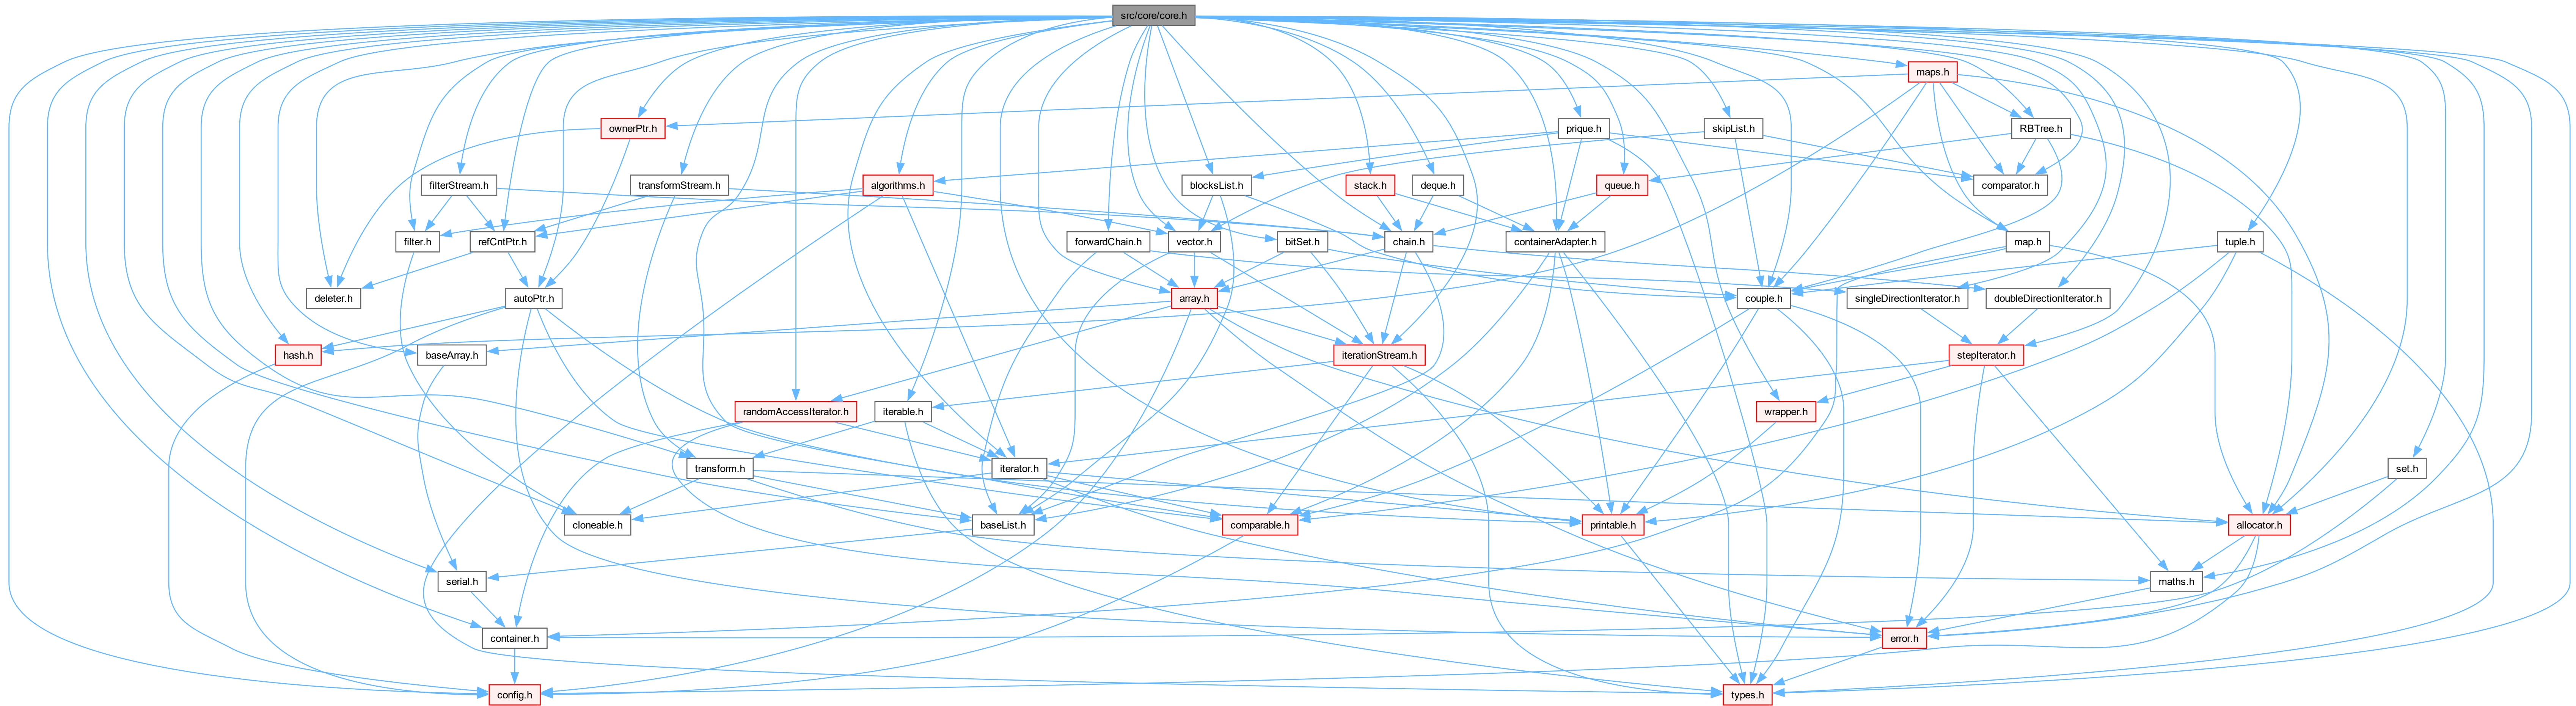 src/core/core.h
maps.h
ownerPtr.h
prique.h
skipList.h
RBTree.h
filterStream.h
transformStream.h
algorithms.h
blocksList.h
stack.h
deque.h
queue.h
comparator.h
filter.h
refCntPtr.h
forwardChain.h
vector.h
bitSet.h
chain.h
containerAdapter.h
map.h
tuple.h
deleter.h
autoPtr.h
array.h
couple.h
singleDirectionIterator.h
doubleDirectionIterator.h
hash.h
baseArray.h
iterationStream.h
stepIterator.h
randomAccessIterator.h
iterable.h
wrapper.h
transform.h
iterator.h
set.h
cloneable.h
baseList.h
comparable.h
printable.h
allocator.h
serial.h
maths.h
container.h
error.h
config.h
types.h